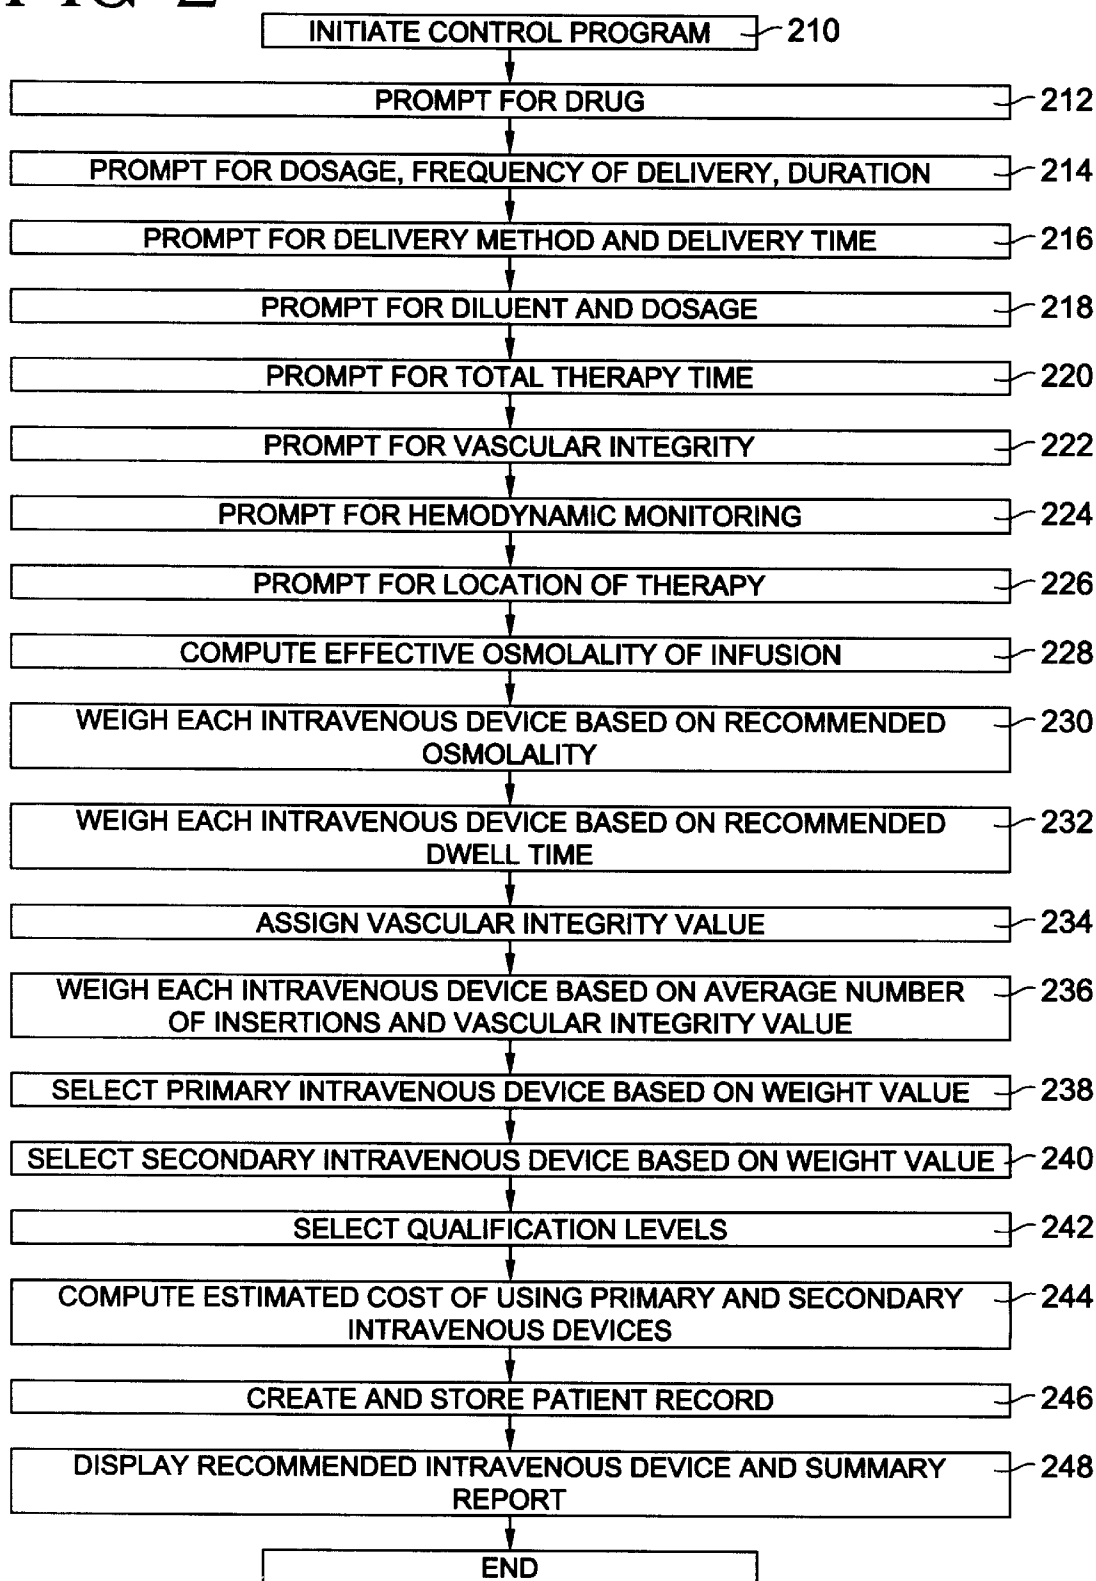 FIG 2
INITIATE CONTROL PROGRAM 210
PROMPT FOR DRUG 212
PROMPT FOR DOSAGE, FREQUENCY OF DELIVERY, DURATION 214
PROMPT FOR DELIVERY METHOD AND DELIVERY TIME 216
PROMPT FOR DILUENT AND DOSAGE 218
PROMPT FOR TOTAL THERAPY TIME 220
PROMPT FOR VASCULAR INTEGRITY 222
PROMPT FOR HEMODYNAMIC MONITORING 224
PROMPT FOR LOCATION OF THERAPY 226
COMPUTE EFFECTIVE OSMOLALITY OF INFUSION 228
WEIGH EACH INTRAVENOUS DEVICE BASED ON RECOMMENDED 230
OSMOLALITY
WEIGH EACH INTRAVENOUS DEVICE BASED ON RECOMMENDED 232
DWELL TIME
ASSIGN VASCULAR INTEGRITY VALUE 234
WEIGH EACH INTRAVENOUS DEVICE BASED ON AVERAGE NUMBER 236
OF INSERTIONS AND VASCULAR INTEGRITY VALUE
SELECT PRIMARY INTRAVENOUS DEVICE BASED ON WEIGHT VALUE 238
SELECT SECONDARY INTRAVENOUS DEVICE BASED ON WEIGHT VALUE 240
SELECT QUALIFICATION LEVELS 242
COMPUTE ESTIMATED COST OF USING PRIMARY AND SECONDARY 244
INTRAVENOUS DEVICES
CREATE AND STORE PATIENT RECORD 246
DISPLAY RECOMMENDED INTRAVENOUS DEVICE AND SUMMARY 248
REPORT
END